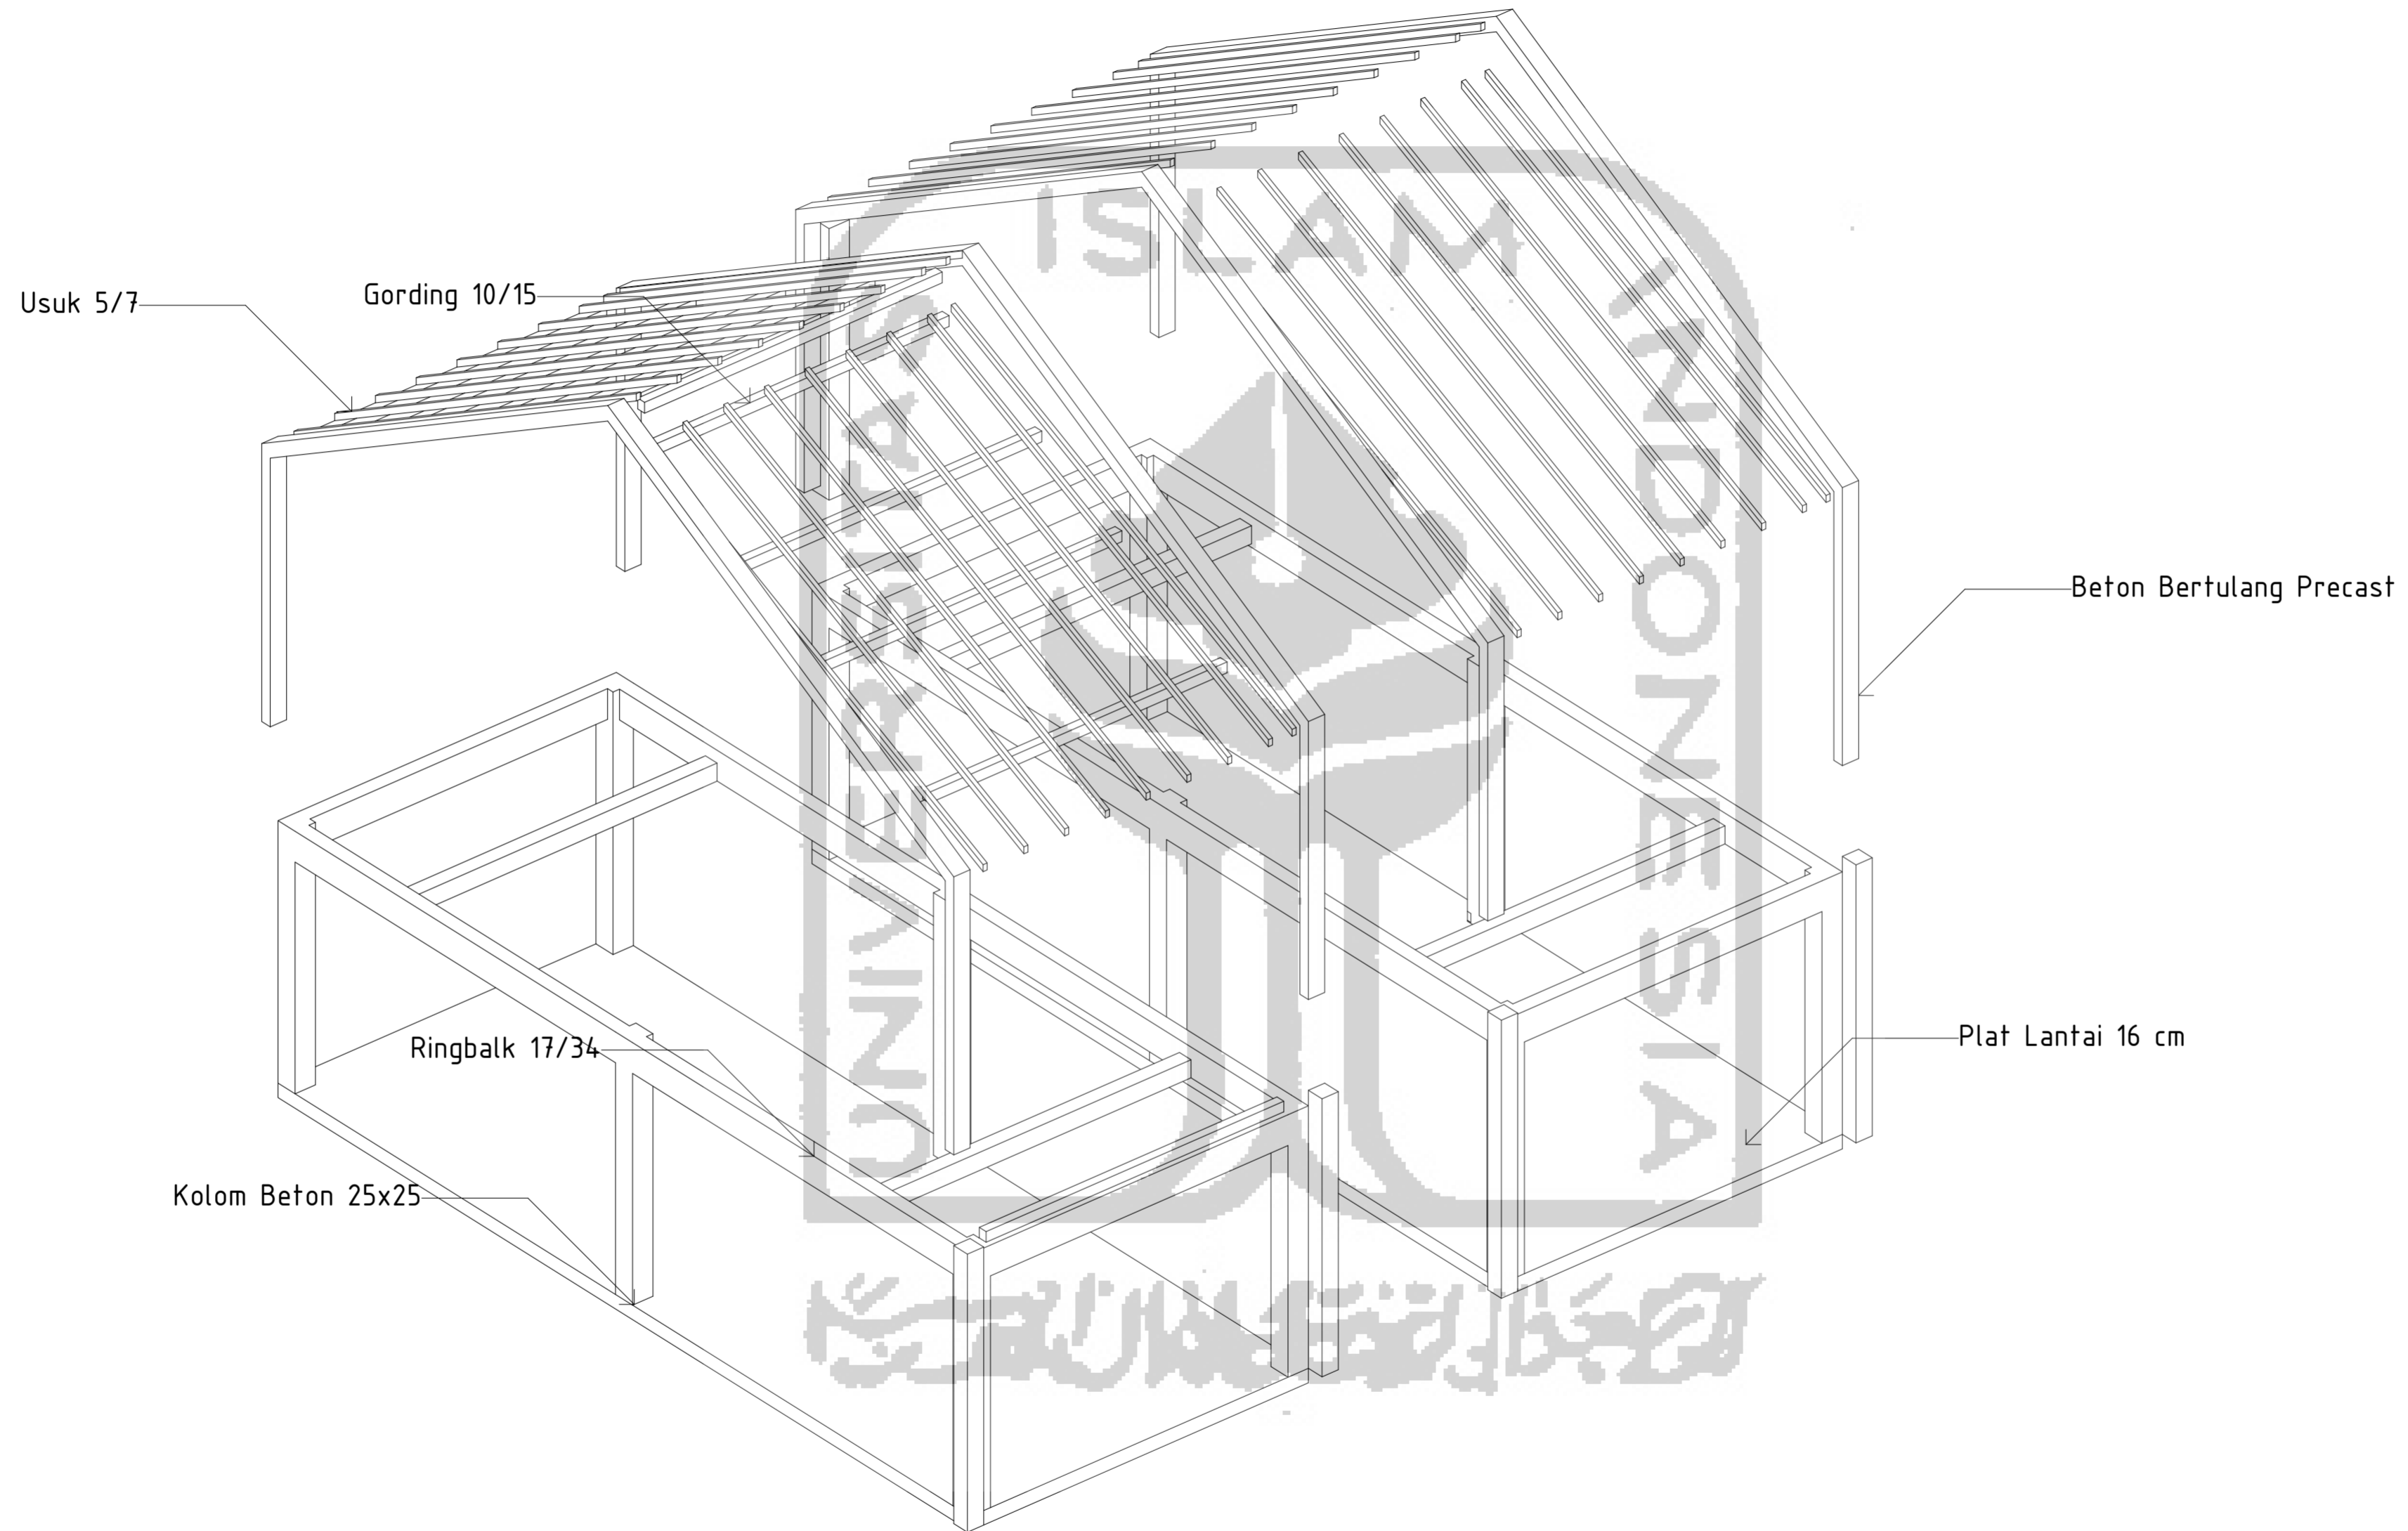 Usuk 5/7
Gording 10/15
Beton Bertulang Precast
Ringbalk 17/34
Plat Lantai 16 cm
Kolom Beton 25x25
UNIVERSITAS
ISLAM
INDONESIA